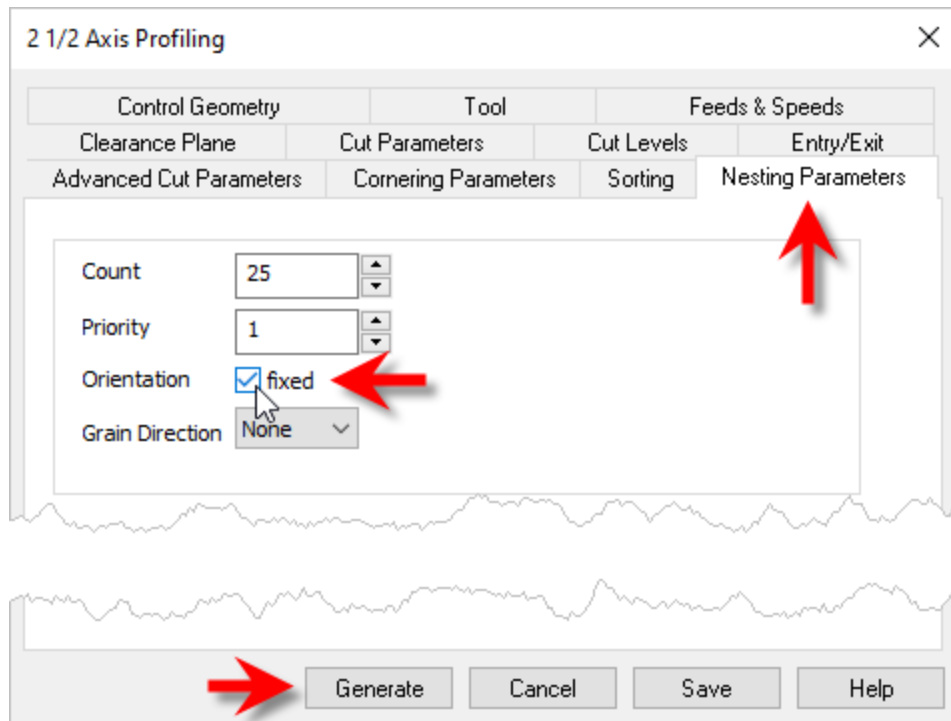 2 1/2 Axis Profiling
Control Geometry Tool Feeds & Speeds
Clearance Plane Cut Parameters Cut Levels Entry/Exit
Advanced Cut Parameters Cornering Parameters Sorting Nesting Parameters
Count 25
Priority 1
Orientation fixed
Grain Direction None
Generate Cancel Save Help